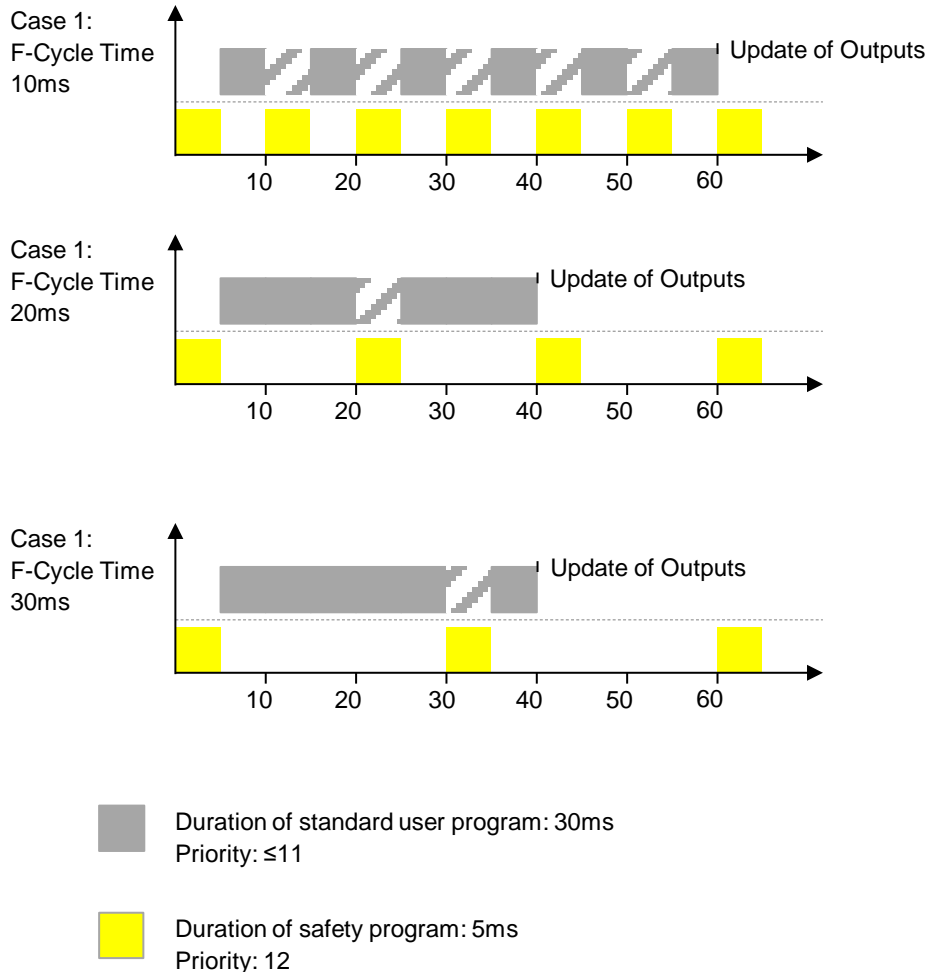 Case 1:
F-Cycle Time
10ms
Update of Outputs
10 20 30 40 50 60
Case 1:
F-Cycle Time
20ms
Update of Outputs
10 20 30 40 50 60
Case 1:
F-Cycle Time
30ms
Update of Outputs
10 20 30 40 50 60
Duration of standard user program: 30ms
Priority: ≤11
Duration of safety program: 5ms
Priority: 12